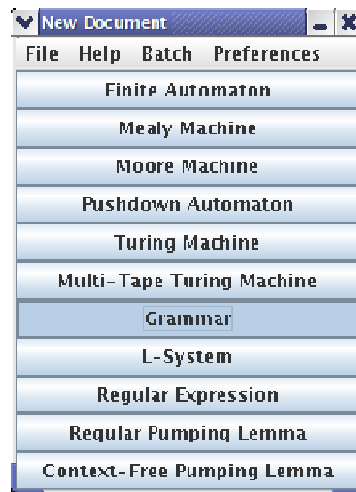 New Document
File Help Batch Preferences
Finite Automaton
Mealy Machine
Moore Machine
Pushdown Automaton
Turing Machine
Multi-Tape Turing Machine
Grammar
L-System
Regular Expression
Regular Pumping Lemma
Context-Free Pumping Lemma